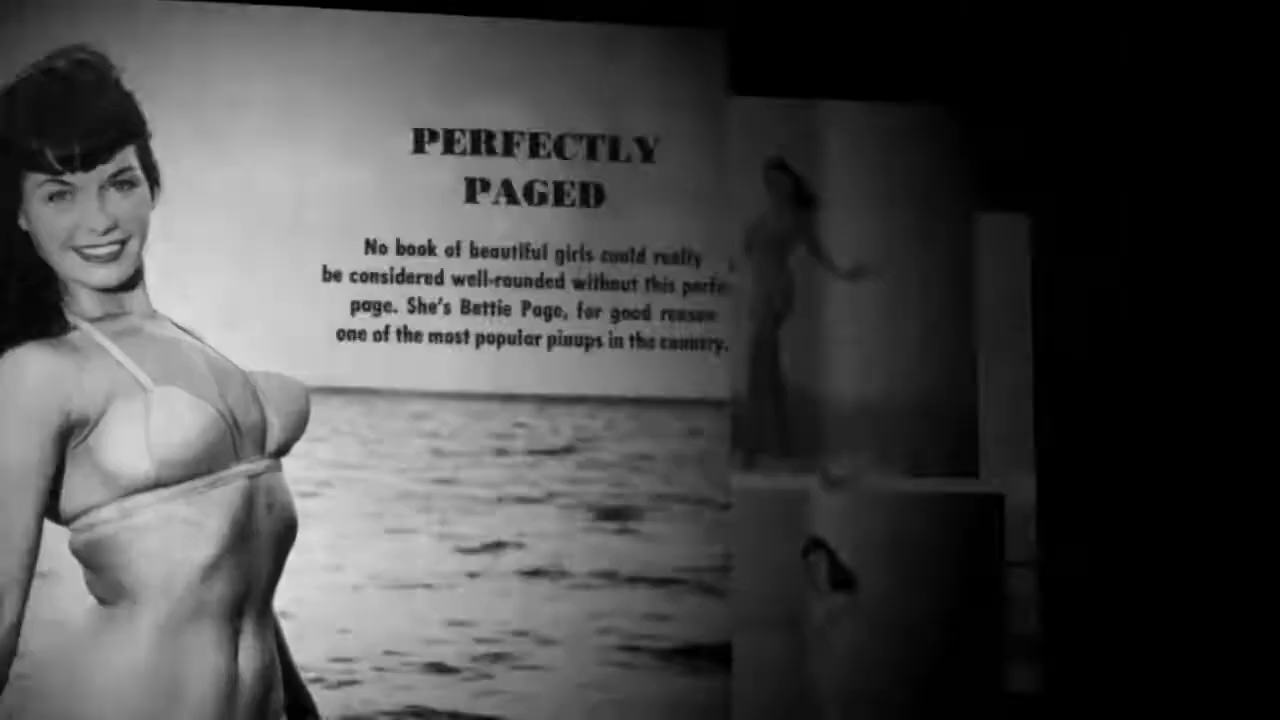 PERFECTLY
PAGED
No book of beautiful girls could really
be considered well-rounded without this
page. She's Bettie Page, for good reason
one of the most popular pinups in the country.